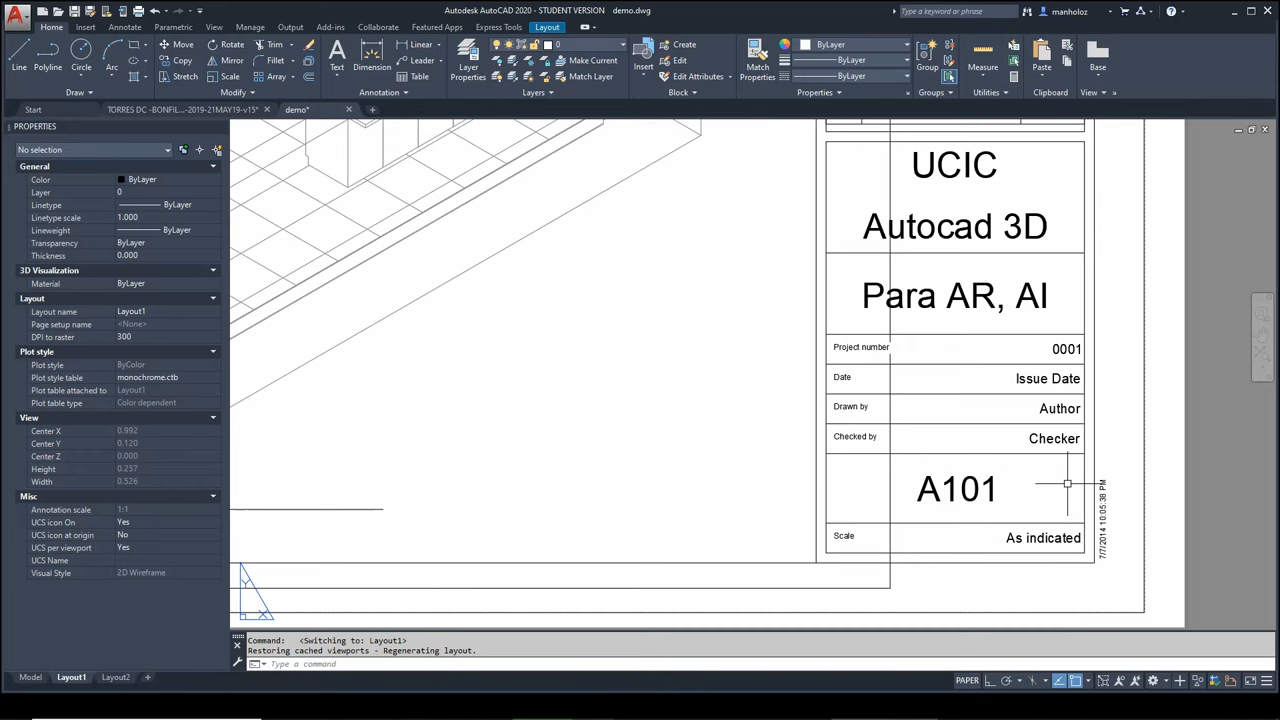 Autodesk AutoCAD 2020 - STUDENT VERSION demo.dwg
Type a keyword or phrase
manholoz
Home Insert Annotate Parametric View Manage Output Add-ins Collaborate Featured Apps Express Tools Layout
Line Polyline Circle Arc
Move Rotate Trim
Copy Mirror Fillet
Stretch Scale Array
Text Dimension
Linear
Leader
Table
Layer Properties
0
Make Current
Match Layer
Insert
Create
Edit
Edit Attributes
Match Properties
ByLayer
ByLayer
ByLayer
Group
Measure
Paste
Base
Draw Modify Annotation Layers Block Properties Groups Utilities Clipboard View
Start TORRES DC -BONFIL...-2019-21MAY19-v15* demo*
PROPERTIES
No selection
General
Color ByLayer
Layer 0
Linetype ByLayer
Linetype scale 1.000
Lineweight ByLayer
Transparency ByLayer
Thickness 0.000
3D Visualization
Material ByLayer
Layout
Layout name Layout1
Page setup name <None>
DPI to raster 300
Plot style
Plot style ByColor
Plot style table monochrome.ctb
Plot table attached to Layout1
Plot table type Color dependent
View
Center X 0.992
Center Y 0.120
Center Z 0.000
Height 0.257
Width 0.526
Misc
Annotation scale 1:1
UCS icon On Yes
UCS icon at origin No
UCS per viewport Yes
UCS Name
Visual Style 2D Wireframe
UCIC
Autocad 3D
Para AR, AI
Project number 0001
Date Issue Date
Drawn by Author
Checked by Checker
A101
Scale As indicated
7/7/2014 10:05:38 PM
Y
X
Command: <Switching to: Layout1>
Restoring cached viewports - Regenerating layout.
Type a command
Model Layout1 Layout2 +
PAPER